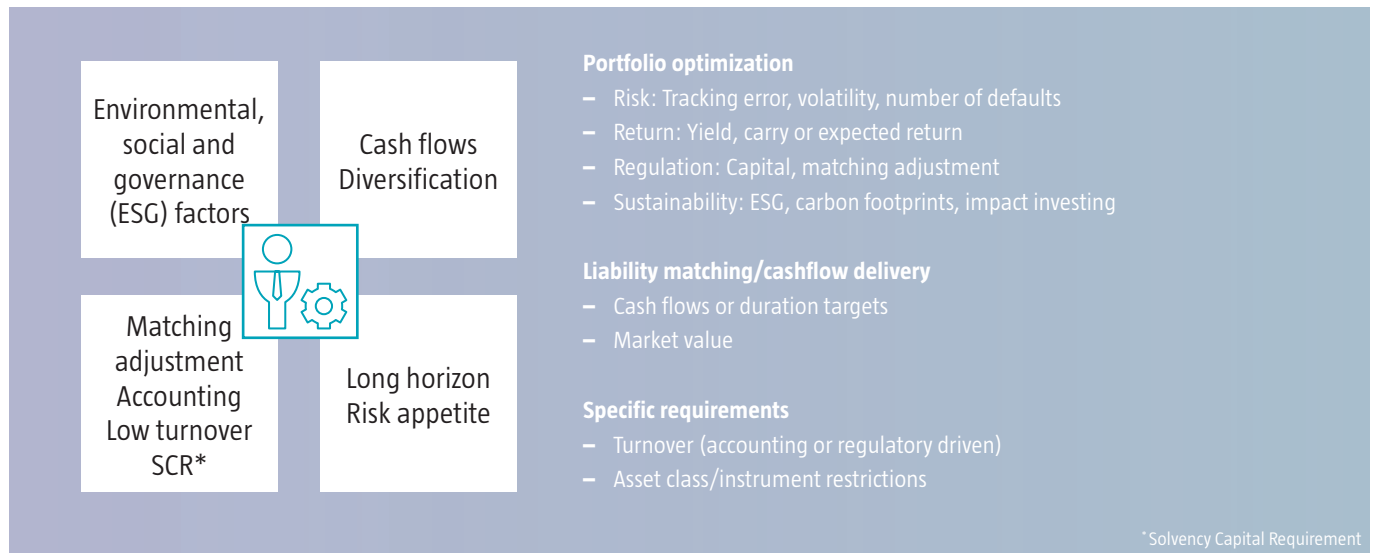 Environmental,
social and
governance
(ESG) factors
Cash flows
Diversification
Matching
adjustment
Accounting
Low turnover
SCR*
Long horizon
Risk appetite
Portfolio optimization
– Risk: Tracking error, volatility, number of defaults
– Return: Yield, carry or expected return
– Regulation: Capital, matching adjustment
– Sustainability: ESG, carbon footprints, impact investing
Liability matching/cashflow delivery
– Cash flows or duration targets
– Market value
Specific requirements
– Turnover (accounting or regulatory driven)
– Asset class/instrument restrictions
*Solvency Capital Requirement